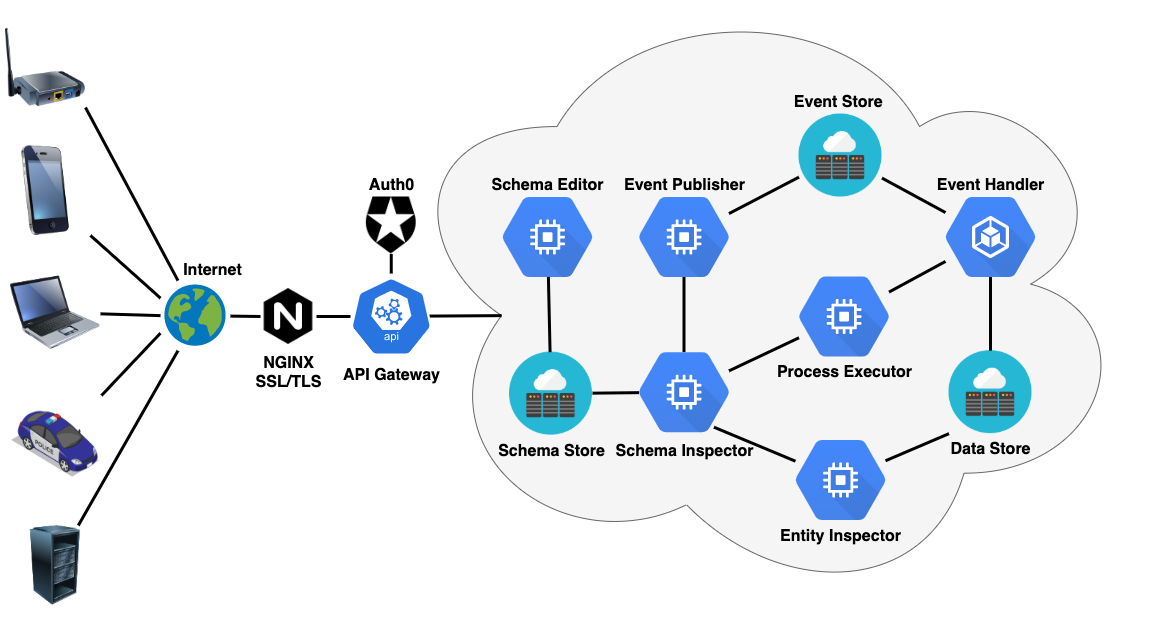 Event Store
Auth0
Schema Editor
Event Publisher
Event Handler
Internet
N
api
NGINX
SSL/TLS
API Gateway
Process Executor
POLICE
Schema Store
Schema Inspector
Data Store
Entity Inspector